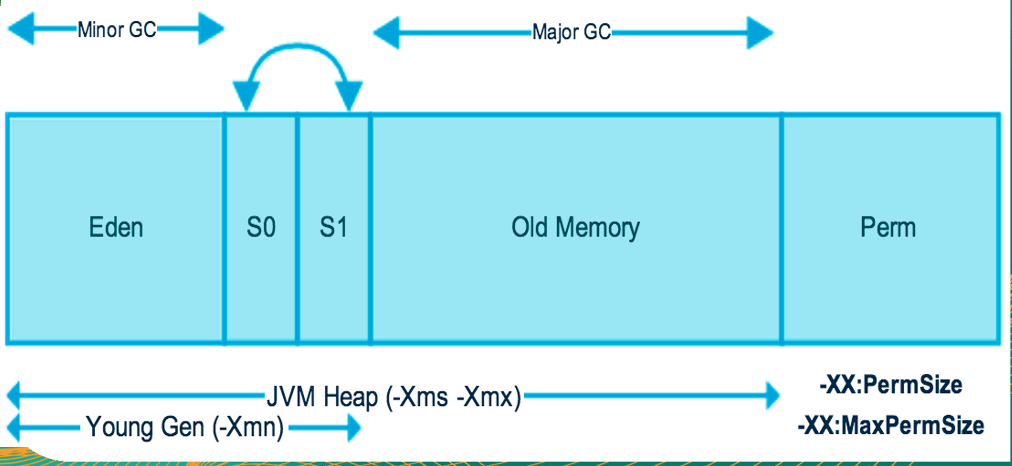 Minor GC
Major GC
Eden
S0
S1
Old Memory
Perm
JVM Heap (-Xms -Xmx)
Young Gen (-Xmn)
-XX:PermSize
-XX:MaxPermSize